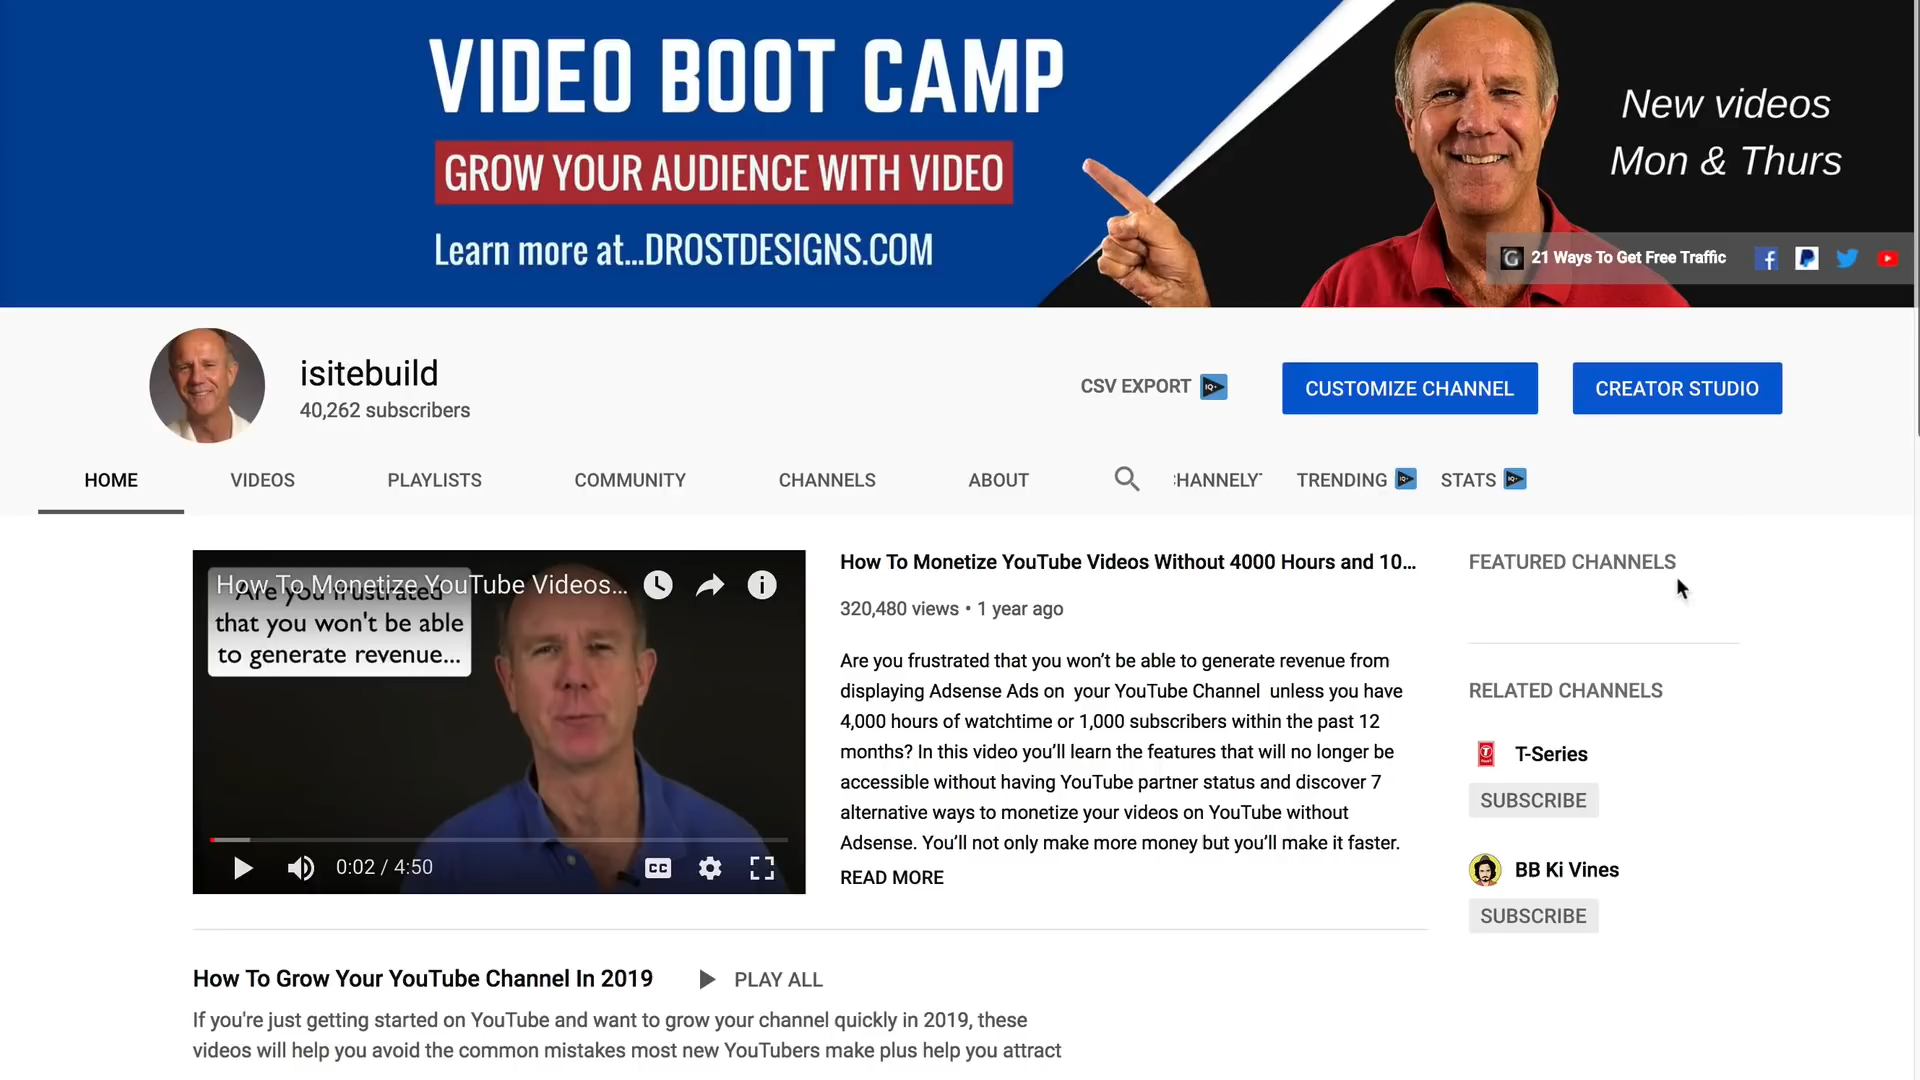 VIDEO BOOT CAMP
GROW YOUR AUDIENCE WITH VIDEO
Learn more at...DROSTDESIGNS.COM
New videos
Mon & Thurs
21 Ways To Get Free Traffic
isitebuild
40,262 subscribers
CSV EXPORT
CUSTOMIZE CHANNEL
CREATOR STUDIO
HOME VIDEOS PLAYLISTS COMMUNITY CHANNELS ABOUT HANNELY TRENDING STATS
How To Monetize YouTube Videos...
Are you frustrated
that you won't be able
to generate revenue...
0:02 / 4:50
CC
How To Monetize YouTube Videos Without 4000 Hours and 10...
320,480 views • 1 year ago
Are you frustrated that you won’t be able to generate revenue from
displaying Adsense Ads on your YouTube Channel unless you have
4,000 hours of watchtime or 1,000 subscribers within the past 12
months? In this video you’ll learn the features that will no longer be
accessible without having YouTube partner status and discover 7
alternative ways to monetize your videos on YouTube without
Adsense. You’ll not only make more money but you’ll make it faster.
READ MORE
FEATURED CHANNELS
RELATED CHANNELS
T-Series
SUBSCRIBE
BB Ki Vines
SUBSCRIBE
How To Grow Your YouTube Channel In 2019
PLAY ALL
If you're just getting started on YouTube and want to grow your channel quickly in 2019, these
videos will help you avoid the common mistakes most new YouTubers make plus help you attract